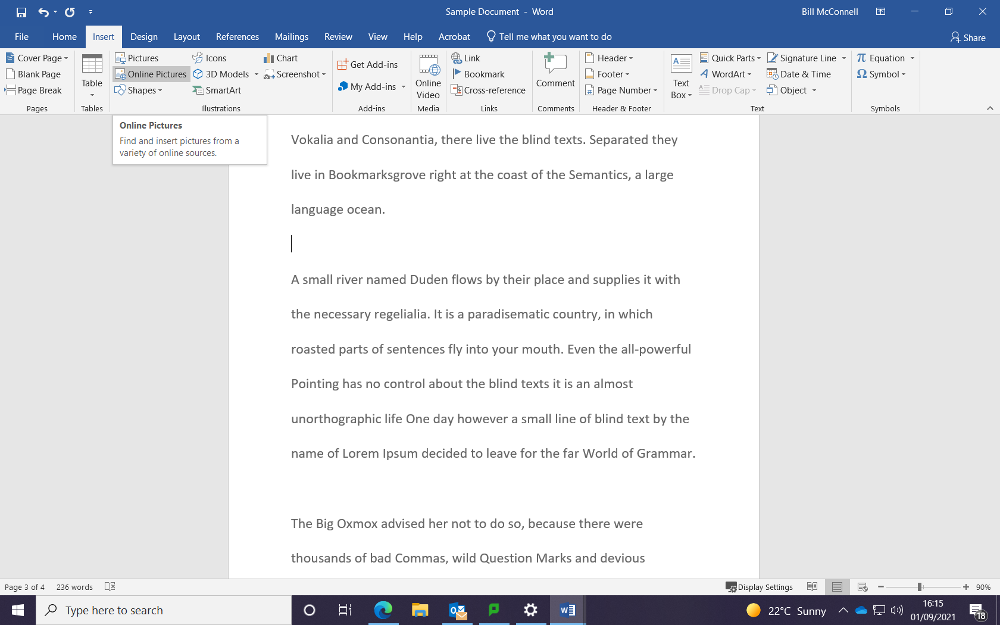 Sample Document - Word
Bill McConnell
File Home Insert Design Layout References Mailings Review View Help Acrobat Tell me what you want to do Share
Cover Page
Blank Page
Page Break
Pages
Table
Tables
Pictures
Online Pictures
Shapes
Icons
3D Models
SmartArt
Chart
Screenshot
Illustrations
Get Add-ins
My Add-ins
Add-ins
Online
Video
Media
Link
Bookmark
Cross-reference
Links
Comment
Comments
Header
Footer
Page Number
Header & Footer
Text
Box
Quick Parts
WordArt
Drop Cap
Signature Line
Date & Time
Object
Text
Equation
Symbol
Symbols
Online Pictures
Find and insert pictures from a
variety of online sources.
Vokalia and Consonantia, there live the blind texts. Separated they
live in Bookmarksgrove right at the coast of the Semantics, a large
language ocean.
A small river named Duden flows by their place and supplies it with
the necessary regelialia. It is a paradisematic country, in which
roasted parts of sentences fly into your mouth. Even the all-powerful
Pointing has no control about the blind texts it is an almost
unorthographic life One day however a small line of blind text by the
name of Lorem Ipsum decided to leave for the far World of Grammar.
The Big Oxmox advised her not to do so, because there were
thousands of bad Commas, wild Question Marks and devious
Page 3 of 4 236 words Display Settings 90%
Type here to search
22°C Sunny
16:15
01/09/2021
18